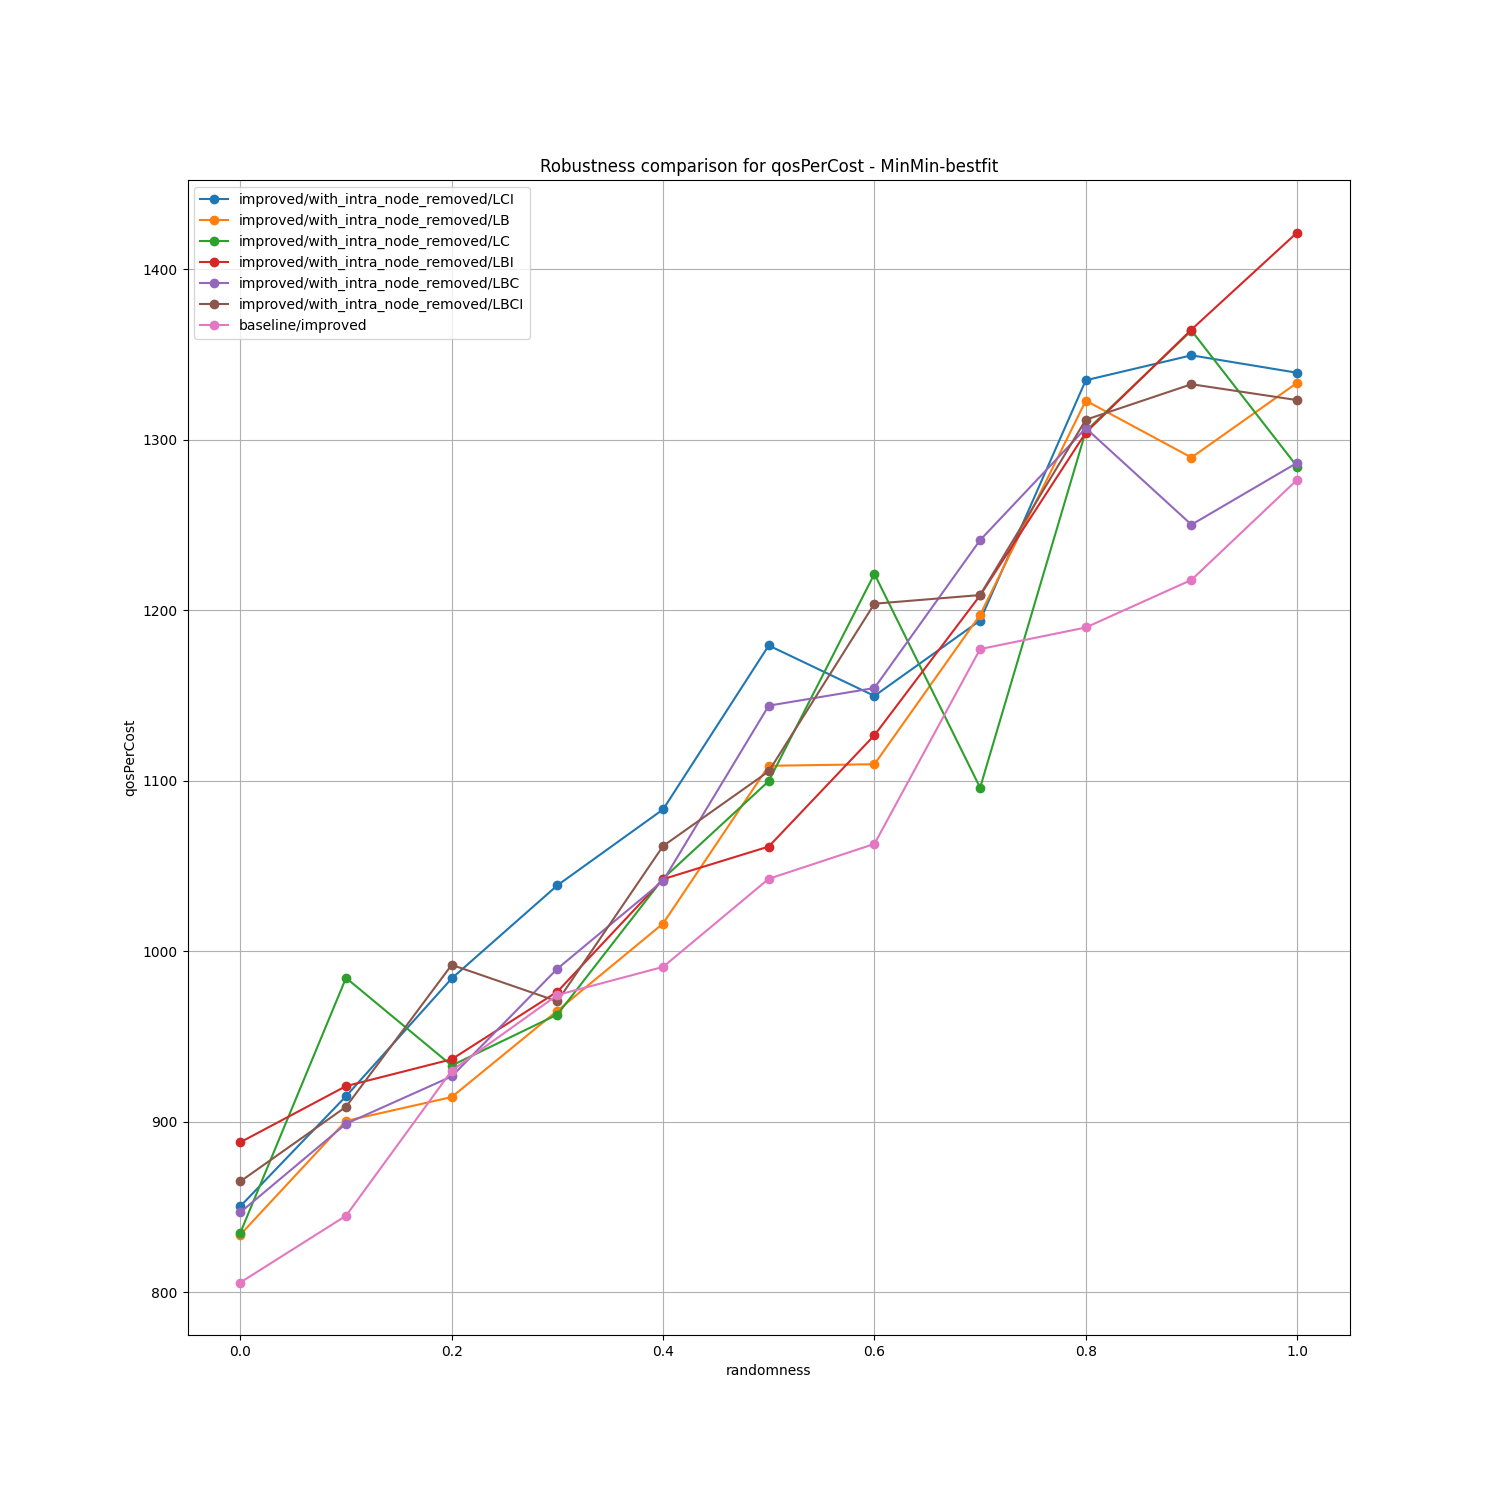 Robustness comparison for qosPerCost - MinMin-bestfit
improved/with_intra_node_removed/LCI
improved/with_intra_node_removed/LB
improved/with_intra_node_removed/LC
improved/with_intra_node_removed/LBI
improved/with_intra_node_removed/LBC
improved/with_intra_node_removed/LBCI
baseline/improved
1400
1300
1200
1100
1000
900
800
qosPerCost
0.0 0.2 0.4 0.6 0.8 1.0
randomness